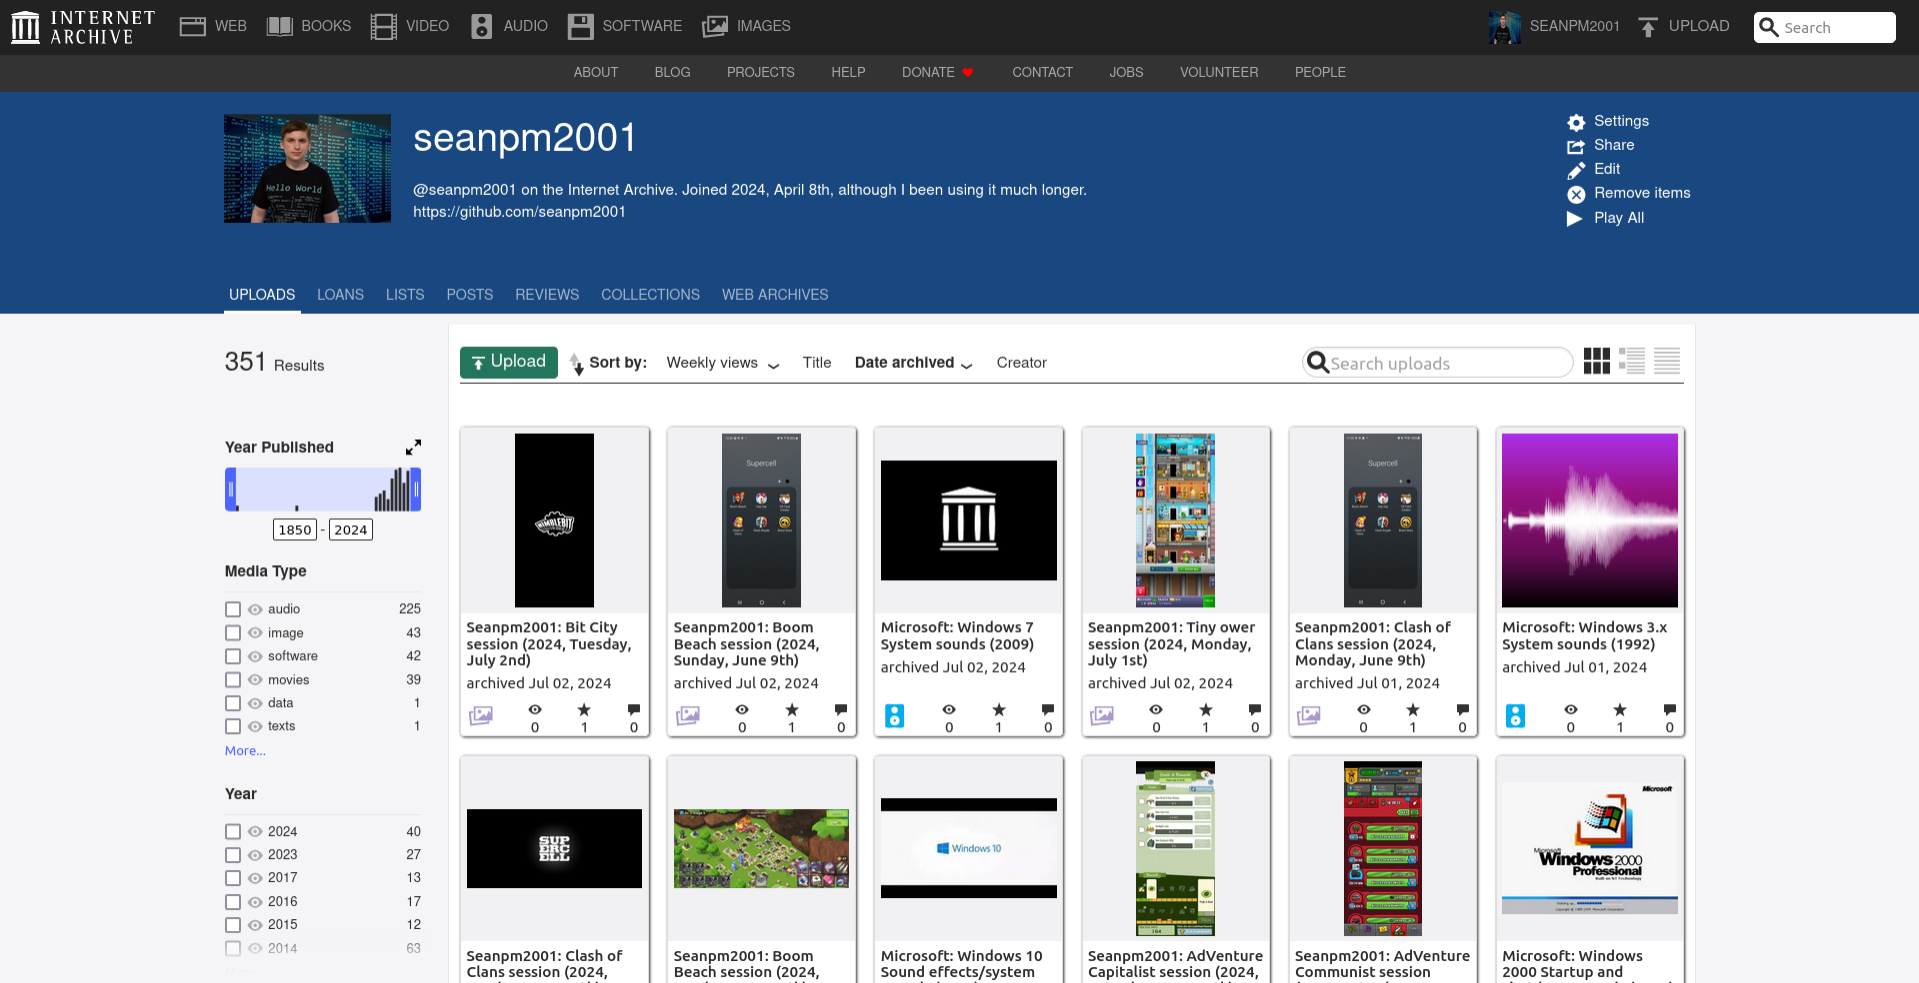 INTERNET ARCHIVE
WEB BOOKS VIDEO AUDIO SOFTWARE IMAGES SEANPM2001 UPLOAD Search
ABOUT BLOG PROJECTS HELP DONATE CONTACT JOBS VOLUNTEER PEOPLE
Hello World
seanpm2001
@seanpm2001 on the Internet Archive. Joined 2024, April 8th, although I been using it much longer.
https://github.com/seanpm2001
Settings
Share
Edit
Remove items
Play All
UPLOADS LOANS LISTS POSTS REVIEWS COLLECTIONS WEB ARCHIVES
351 Results
Year Published
1850 - 2024
Media Type
audio 225
image 43
software 42
movies 39
data 1
texts 1
More...
Year
2024 40
2023 27
2017 13
2016 17
2015 12
2014 63
Upload Sort by: Weekly views Title Date archived Creator Search uploads
NIMBLEBIT
Seanpm2001: Bit City
session (2024, Tuesday,
July 2nd)
archived Jul 02, 2024
0 1 0
Supercell
Seanpm2001: Boom
Beach session (2024,
Sunday, June 9th)
archived Jul 02, 2024
0 1 0
Microsoft: Windows 7
System sounds (2009)
archived Jul 02, 2024
0 1 0
Seanpm2001: Tiny ower
session (2024, Monday,
July 1st)
archived Jul 02, 2024
0 1 0
Supercell
Seanpm2001: Clash of
Clans session (2024,
Monday, June 9th)
archived Jul 01, 2024
0 1 0
Microsoft: Windows 3.x
System sounds (1992)
archived Jul 01, 2024
0 1 0
SUP
ERC
ELL
Seanpm2001: Clash of
Clans session (2024,
Seanpm2001: Boom
Beach session (2024,
Windows 10
Microsoft: Windows 10
Sound effects/system
Seanpm2001: AdVenture
Capitalist session (2024,
Seanpm2001: AdVenture
Communist session
Microsoft
Microsoft
Windows 2000
Professional
Built on NT Technology
Microsoft: Windows
2000 Startup and